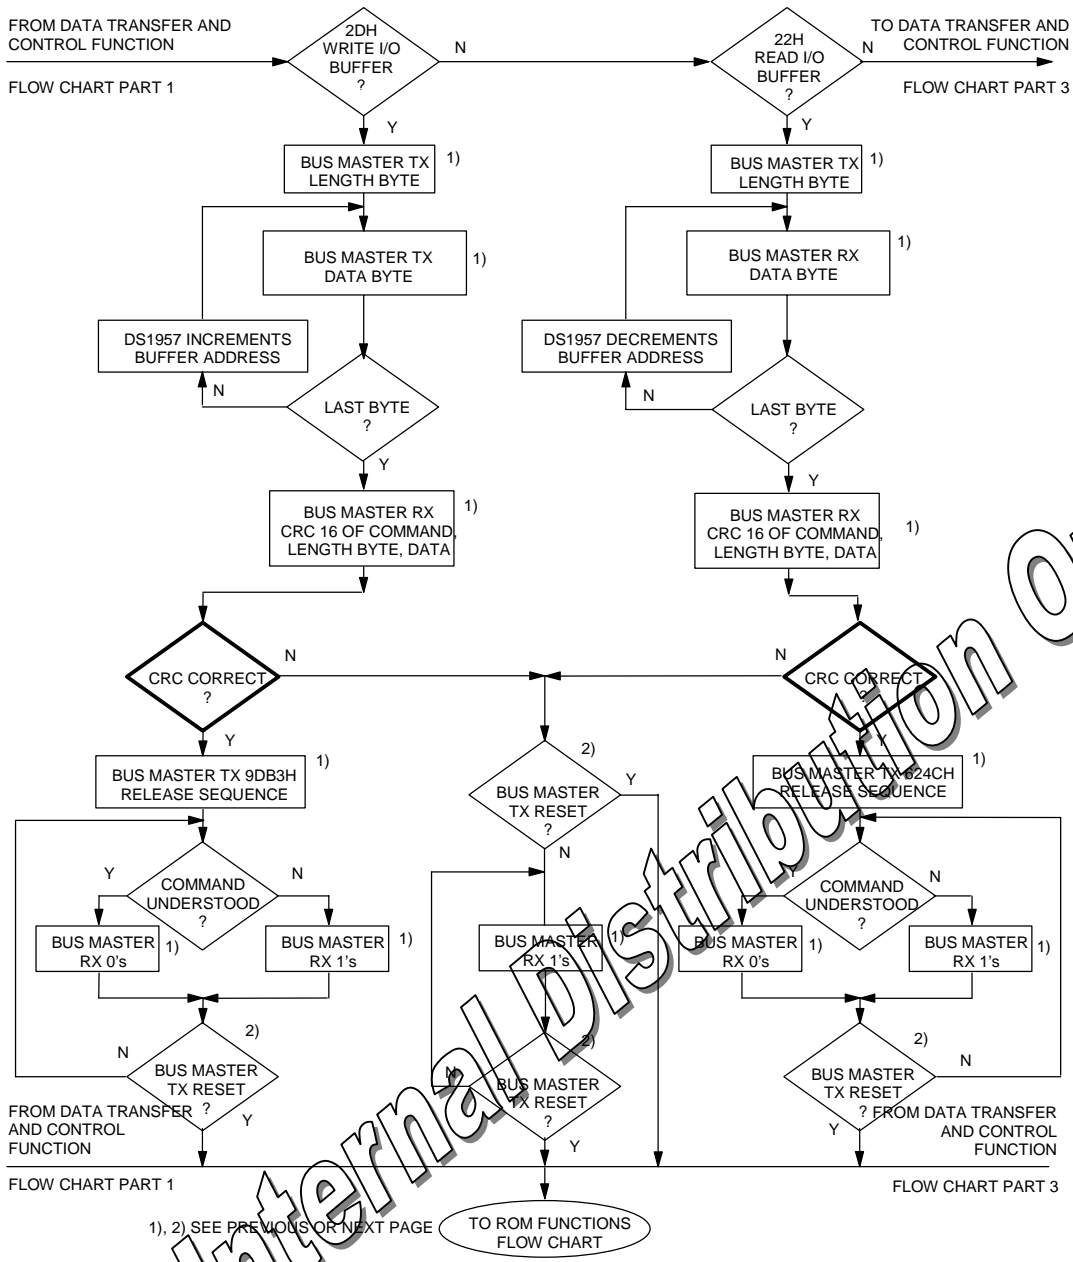 FROM DATA TRANSFER AND
CONTROL FUNCTION
FLOW CHART PART 1
2DH
WRITE I/O
BUFFER
?
N
Y
22H
READ I/O
BUFFER
?
N
Y
TO DATA TRANSFER AND
CONTROL FUNCTION
FLOW CHART PART 3
BUS MASTER TX
LENGTH BYTE
1)
BUS MASTER TX
LENGTH BYTE
1)
BUS MASTER TX
DATA BYTE
1)
BUS MASTER RX
DATA BYTE
1)
DS1957 INCREMENTS
BUFFER ADDRESS
DS1957 DECREMENTS
BUFFER ADDRESS
N
LAST BYTE
?
Y
N
LAST BYTE
?
Y
BUS MASTER RX
CRC 16 OF COMMAND,
LENGTH BYTE, DATA
1)
BUS MASTER RX
CRC 16 OF COMMAND,
LENGTH BYTE, DATA
1)
CRC CORRECT
?
N
Y
N
CRC CORRECT
?
Y
BUS MASTER TX 9DB3H
RELEASE SEQUENCE
1)
2)
BUS MASTER
TX RESET
?
Y
N
BUS MASTER TX 624CH
RELEASE SEQUENCE
1)
Y
COMMAND
UNDERSTOOD
?
N
Y
COMMAND
UNDERSTOOD
?
N
BUS MASTER
RX 0's
1)
BUS MASTER
RX 1's
1)
BUS MASTER
RX 1's
1)
BUS MASTER
RX 0's
1)
BUS MASTER
RX 1's
1)
N
2)
BUS MASTER
TX RESET
?
Y
N
2)
BUS MASTER
TX RESET
?
Y
2)
BUS MASTER
TX RESET
?
N
Y
FROM DATA TRANSFER
AND CONTROL
FUNCTION
FLOW CHART PART 1
FROM DATA TRANSFER
AND CONTROL
FUNCTION
FLOW CHART PART 3
1), 2) SEE PREVIOUS OR NEXT PAGE
TO ROM FUNCTIONS
FLOW CHART
Internal Distribution